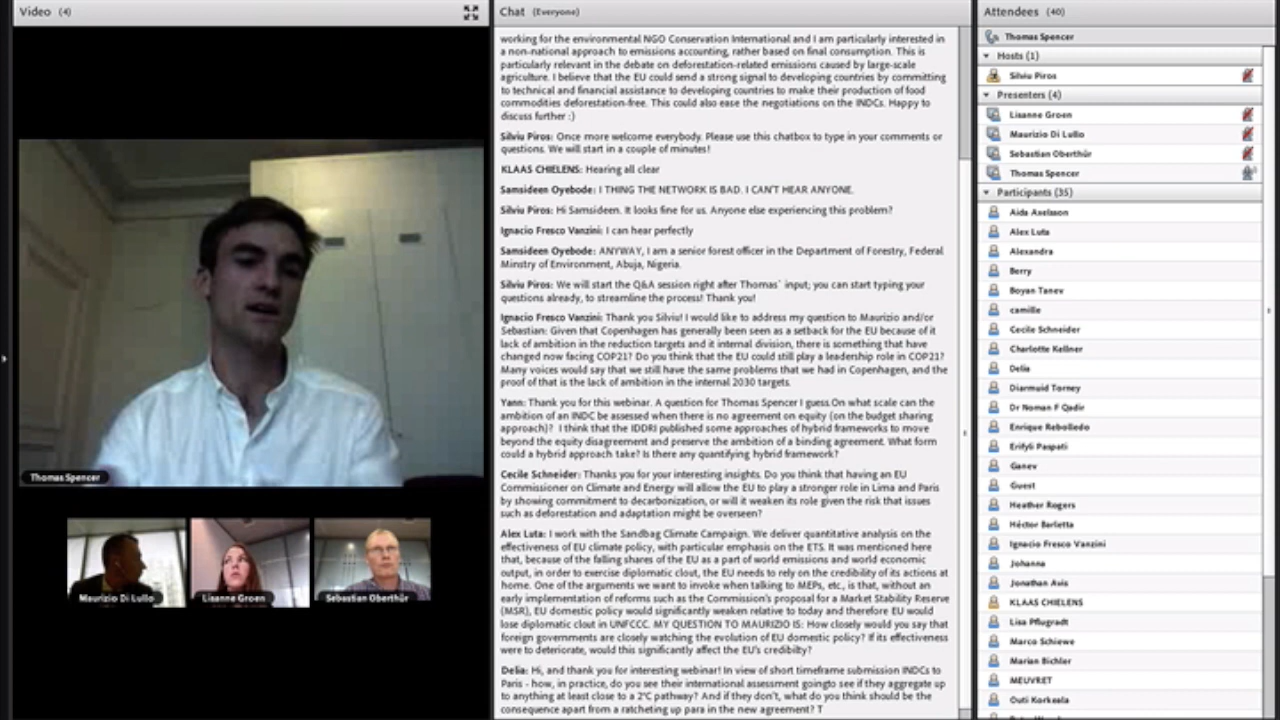 Video (4)
Thomas Spencer
Maurizio Di Lullo
Lisanne Groen
Sebastian Oberthür
Chat (Everyone)
working for the environmental NGO Conservation International and I am particularly interested in
a non-national approach to emissions accounting, rather based on final consumption. This is
particularly relevant in the debate on deforestation-related emissions caused by large-scale
agriculture. I believe that the EU could send a strong signal to developing countries by committing
to technical and financial assistance to developing countries to make their production of food
commodities deforestation-free. This could also ease the negotiations on the INDCs. Happy to
discuss further :)
Silviu Piros: Once more welcome everybody. Please use this chatbox to type in your comments or
questions. We will start in a couple of minutes!
KLAAS CHIELENS: Hearing all clear
Samsideen Oyebode: I THING THE NETWORK IS BAD. I CAN'T HEAR ANYONE.
Silviu Piros: Hi Samsideen. It looks fine for us. Anyone else experiencing this problem?
Ignacio Fresco Vanzini: I can hear perfectly
Samsideen Oyebode: ANYWAY, I am a senior forest officer in the Department of Forestry, Federal
Minstry of Environment, Abuja, Nigeria.
Silviu Piros: We will start the Q&A session right after Thomas` input; you can start typing your
questions already, to streamline the process! Thank you!
Ignacio Fresco Vanzini: Thank you Silviu! I would like to address my question to Maurizio and/or
Sebastian: Given that Copenhagen has generally been seen as a setback for the EU because of it
lack of ambition in the reduction targets and it internal division, there is something that have
changed now facing COP21? Do you think that the EU could still play a leadership role in COP21?
Many voices would say that we still have the same problems that we had in Copenhagen, and the
proof of that is the lack of ambition in the internal 2030 targets.
Yann: Thank you for this webinar. A question for Thomas Spencer I guess.On what scale can the
ambition of an INDC be assessed when there is no agreement on equity (on the budget sharing
approach)? I think that the IDDRI published some approaches of hybrid frameworks to move
beyond the equity disagreement and preserve the ambition of a binding agreement. What form
could a hybrid approach take? Is there any quantifying hybrid framework?
Cecile Schneider: Thanks you for your interesting insights. Do you think that having an EU
Commissioner on Climate and Energy will allow the EU to play a stronger role in Lima and Paris
by showing commitment to decarbonization, or will it weaken its role given the risk that issues
such as deforestation and adaptation might be overseen?
Alex Luta: I work with the Sandbag Climate Campaign. We deliver quantitative analysis on the
effectiveness of EU climate policy, with particular emphasis on the ETS. It was mentioned here
that, because of the falling shares of the EU as a part of world emissions and world economic
output, in order to exercise diplomatic clout, the EU needs to rely on the credibility of its actions at
home. One of the arguments we want to invoke when talking to MEPs, etc., is that, without an
early implementation of reforms such as the Commission's proposal for a Market Stability Reserve
(MSR), EU domestic policy would significantly weaken relative to today and therefore EU would
lose diplomatic clout in UNFCCC. MY QUESTION TO MAURIZIO IS: How closely would you say that
foreign governments are closely watching the evolution of EU domestic policy? If its effectiveness
were to deteriorate, would this significantly affect the EU's credibilty?
Delia: Hi, and thank you for interesting webinar! In view of short timeframe submission INDCs to
Paris - how, in practice, do you see their international assessment goingto see if they aggregate up
to anything at least close to a 2°C pathway? And if they don't, what do you think should be the
consequence apart from a ratcheting up para in the new agreement? T
Attendees (40)
Thomas Spencer
Hosts (1)
Silviu Piros
Presenters (4)
Lisanne Groen
Maurizio Di Lullo
Sebastian Oberthür
Thomas Spencer
Participants (35)
Aida Axelsson
Alex Luta
Alexandra
Berry
Boyan Tanev
camille
Cecile Schneider
Charlotte Kellner
Delia
Diarmuid Torney
Dr Noman F Qadir
Enrique Rebolledo
Erifyli Paspati
Ganev
Guest
Heather Rogers
Héctor Barletta
Ignacio Fresco Vanzini
Johanna
Jonathan Avis
KLAAS CHIELENS
Lisa Pflugradt
Marco Schiewe
Marian Bichler
MEUVRET
Outi Korkeala